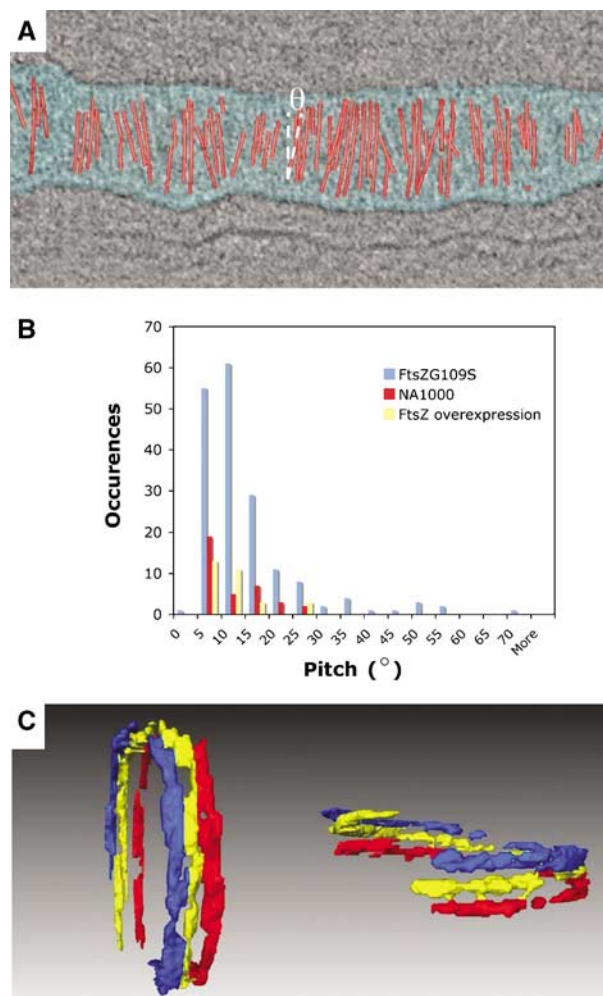 A
θ
B
70
60
50
40
30
20
10
0
Occurences
FtsZG109S
NA1000
FtsZ overexpression
0 5 10 15 20 25 30 35 40 45 50 55 60 65 70 More
Pitch (°)
C